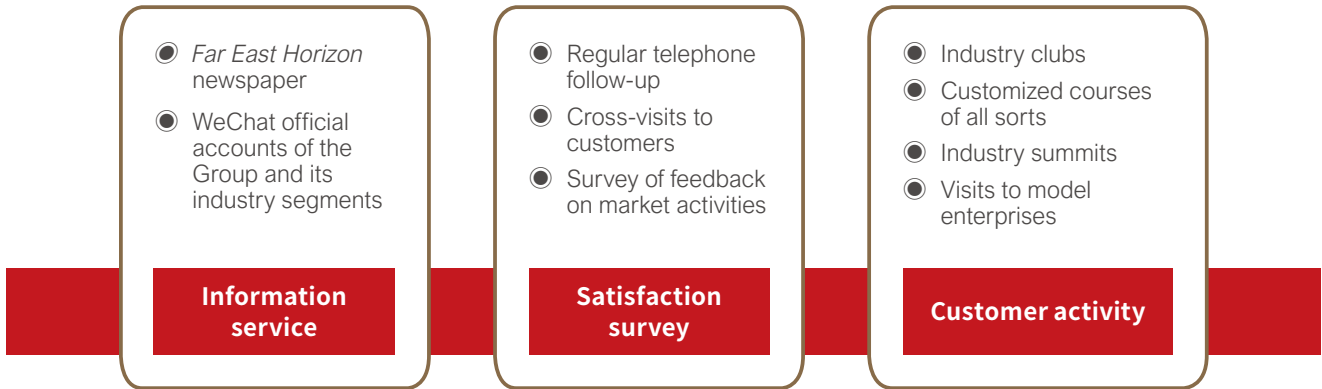 Far East Horizon
newspaper
WeChat official
accounts of the
Group and its
industry segments
Information
service
Regular telephone
follow-up
Cross-visits to
customers
Survey of feedback
on market activities
Satisfaction
survey
Industry clubs
Customized courses
of all sorts
Industry summits
Visits to model
enterprises
Customer activity